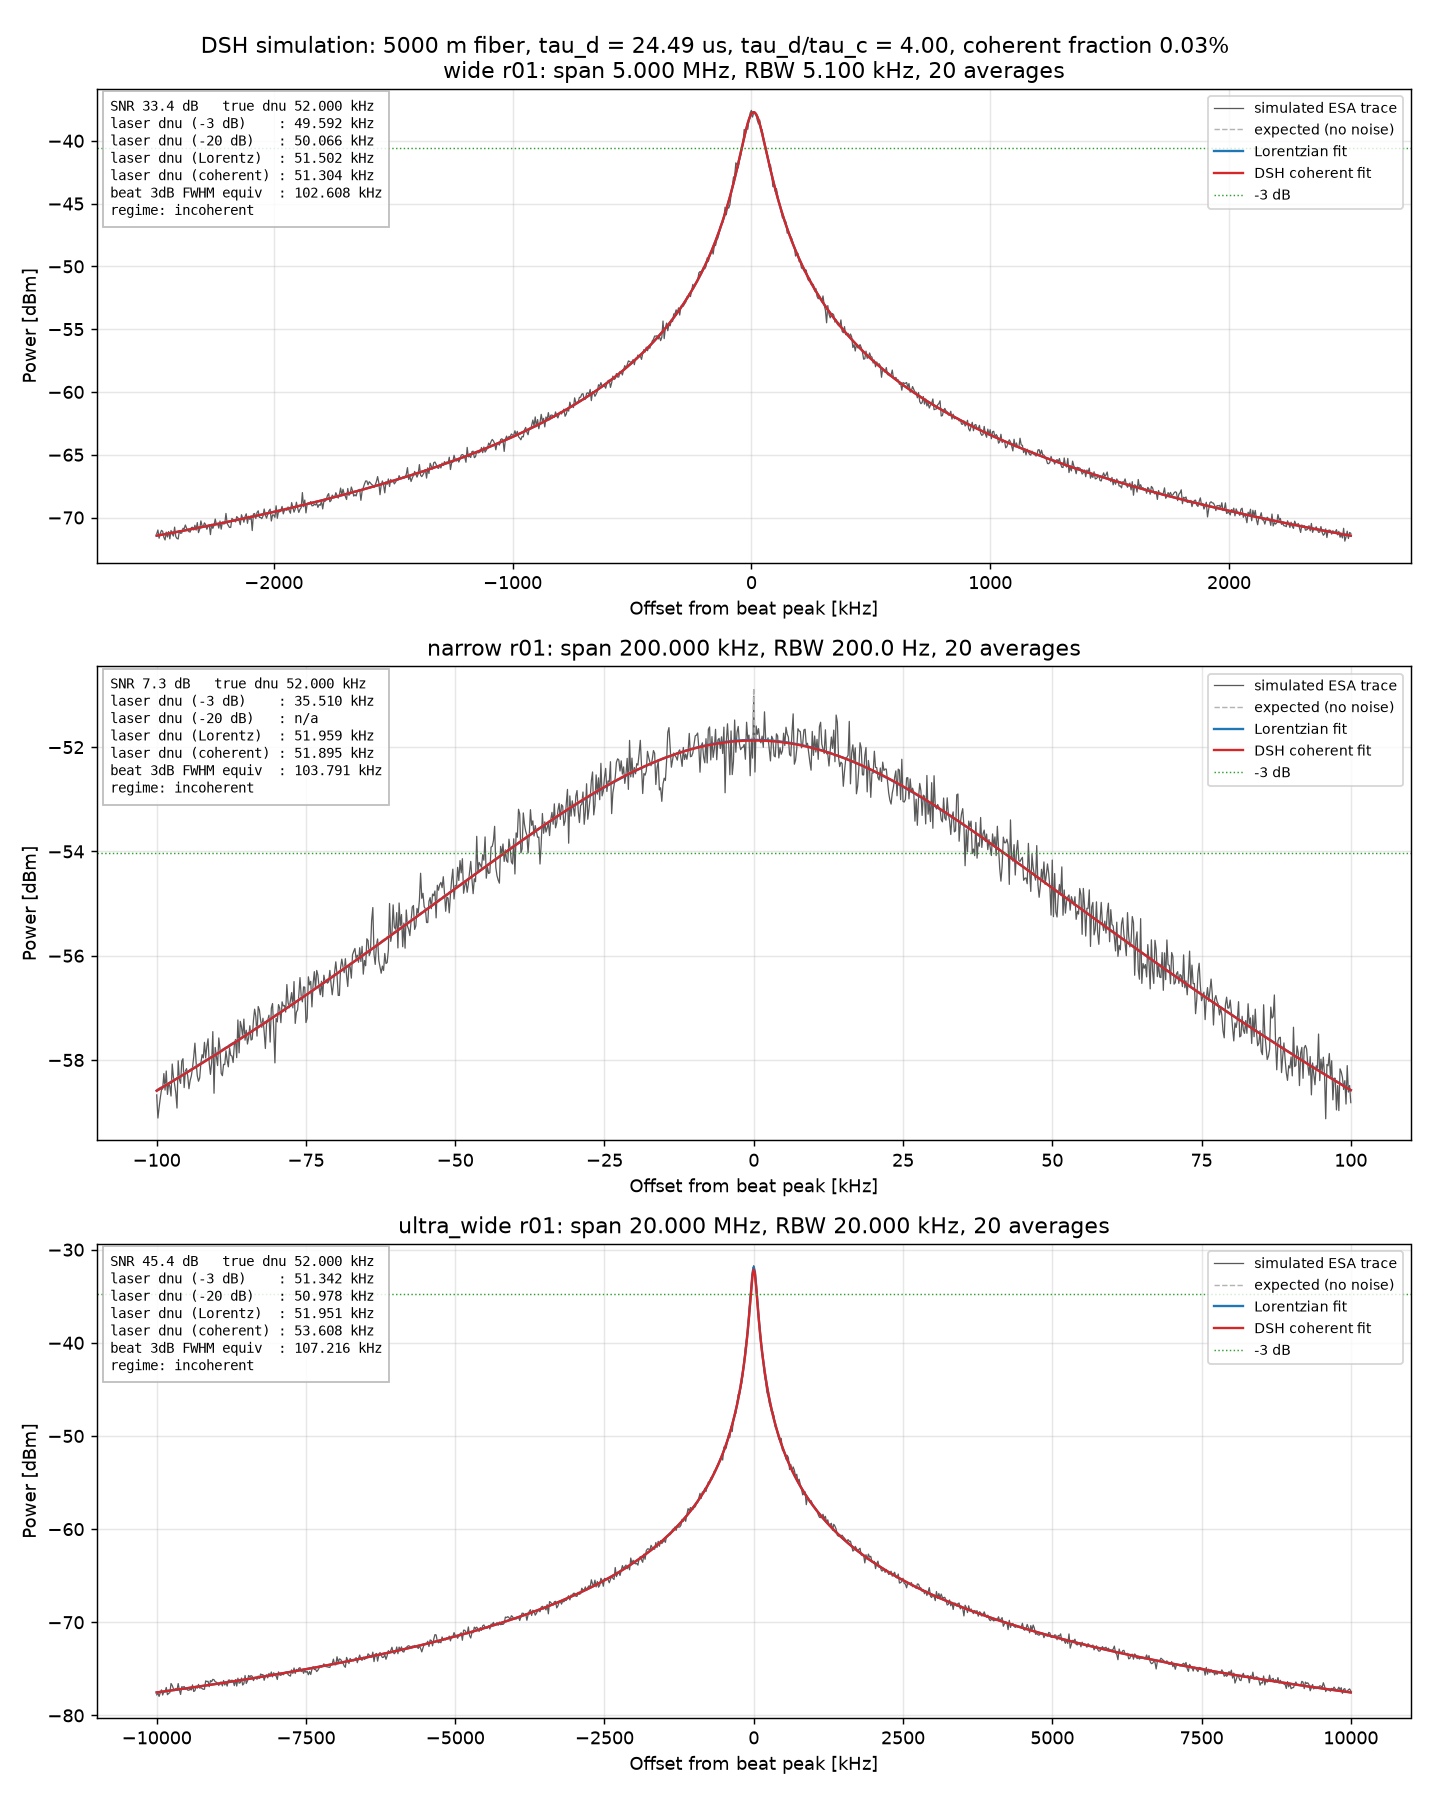 DSH simulation: 5000 m fiber, tau_d = 24.49 us, tau_d/tau_c = 4.00, coherent fraction 0.03%
wide r01: span 5.000 MHz, RBW 5.100 kHz, 20 averages
SNR 33.4 dB   true dnu 52.000 kHz
laser dnu (-3 dB)    : 49.592 kHz
laser dnu (-20 dB)   : 50.066 kHz
laser dnu (Lorentz)  : 51.502 kHz
laser dnu (coherent) : 51.304 kHz
beat 3dB FWHM equiv  : 102.608 kHz
regime: incoherent
simulated ESA trace
expected (no noise)
Lorentzian fit
DSH coherent fit
-3 dB
−40
−45
−50
−55
−60
−65
−70
Power [dBm]
−2000 −1000 0 1000 2000
Offset from beat peak [kHz]
narrow r01: span 200.000 kHz, RBW 200.0 Hz, 20 averages
SNR 7.3 dB   true dnu 52.000 kHz
laser dnu (-3 dB)    : 35.510 kHz
laser dnu (-20 dB)   : n/a
laser dnu (Lorentz)  : 51.959 kHz
laser dnu (coherent) : 51.895 kHz
beat 3dB FWHM equiv  : 103.791 kHz
regime: incoherent
simulated ESA trace
expected (no noise)
Lorentzian fit
DSH coherent fit
-3 dB
−52
−54
−56
−58
Power [dBm]
−100 −75 −50 −25 0 25 50 75 100
Offset from beat peak [kHz]
ultra_wide r01: span 20.000 MHz, RBW 20.000 kHz, 20 averages
SNR 45.4 dB   true dnu 52.000 kHz
laser dnu (-3 dB)    : 51.342 kHz
laser dnu (-20 dB)   : 50.978 kHz
laser dnu (Lorentz)  : 51.951 kHz
laser dnu (coherent) : 53.608 kHz
beat 3dB FWHM equiv  : 107.216 kHz
regime: incoherent
simulated ESA trace
expected (no noise)
Lorentzian fit
DSH coherent fit
-3 dB
−30
−40
−50
−60
−70
−80
Power [dBm]
−10000 −7500 −5000 −2500 0 2500 5000 7500 10000
Offset from beat peak [kHz]